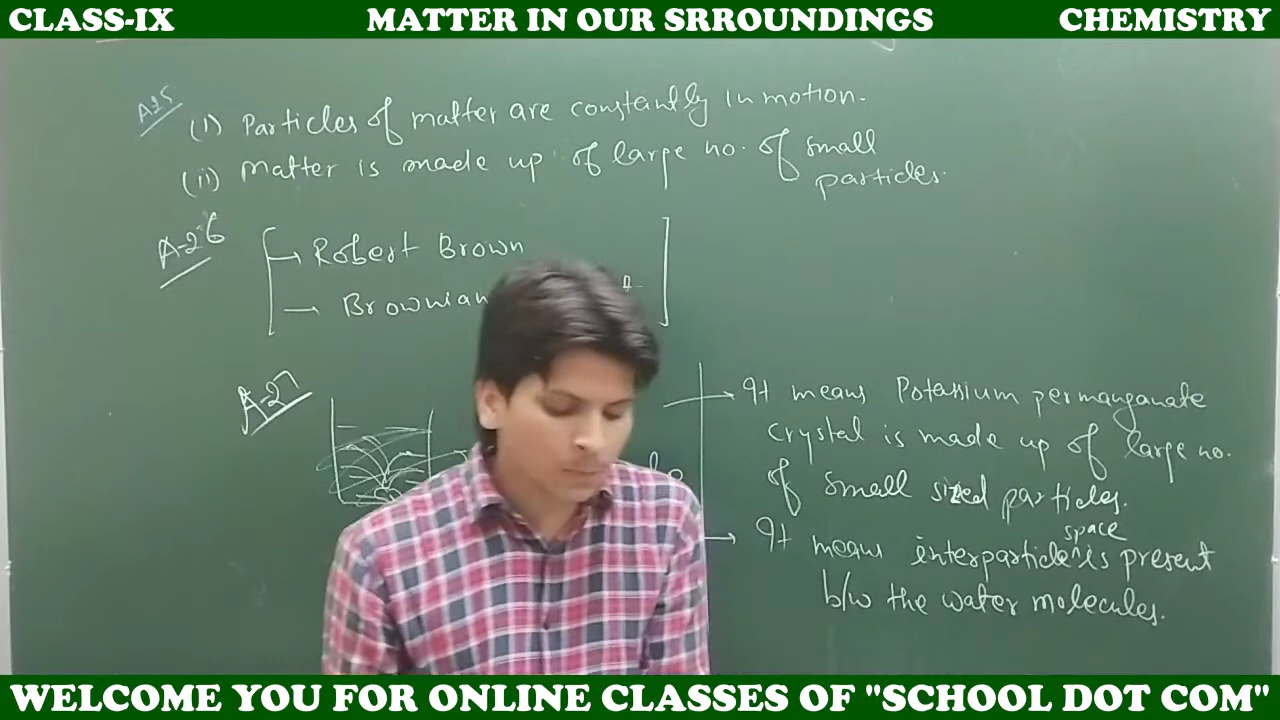 CLASS-IX MATTER IN OUR SRROUNDINGS CHEMISTRY
A25
(i) Particles of matter are constantly in motion.
(ii) Matter is made up of large no. of small
particles.
A-26
→ Robert Brown
→ Brownian
A-27
→ It means Potassium permanganate
crystal is made up of large no.
of small sized particles.
→ It means interparticle space is present
b/w the water molecules.
WELCOME YOU FOR ONLINE CLASSES OF "SCHOOL DOT COM"